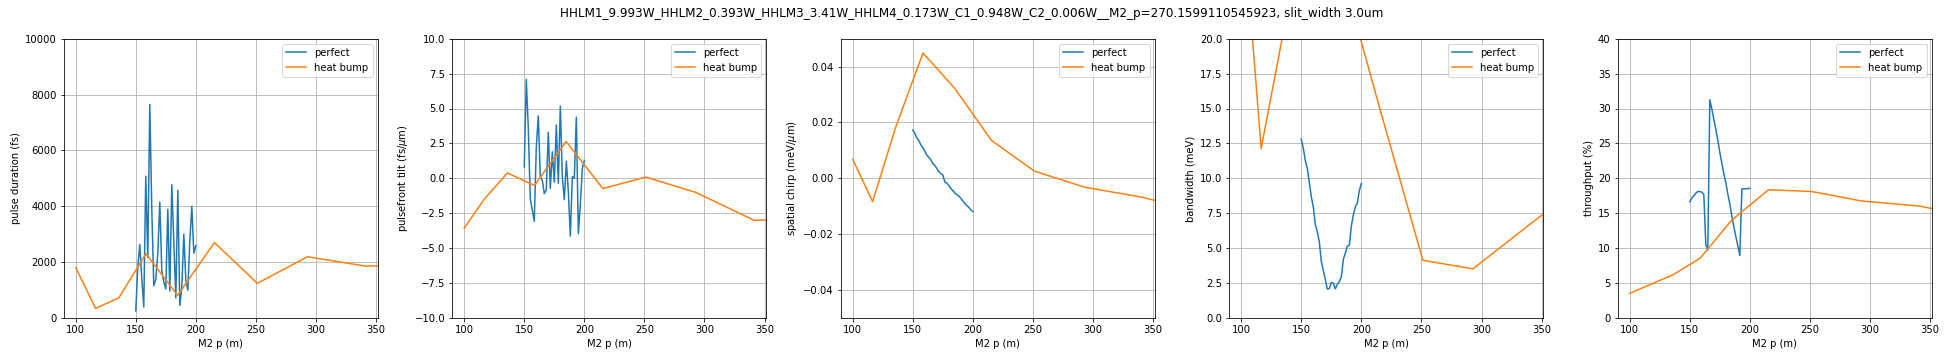 HHLM1_9.993W_HHLM2_0.393W_HHLM3_3.41W_HHLM4_0.173W_C1_0.948W_C2_0.006W__M2_p=270.1599110545923, slit_width 3.0um
pulse duration (fs)
10000
8000
6000
4000
2000
0
100 150 200 250 300 350
M2 p (m)
perfect
heat bump
pulsefront tilt (fs/μm)
10.0
7.5
5.0
2.5
0.0
−2.5
−5.0
−7.5
−10.0
100 150 200 250 300 350
M2 p (m)
perfect
heat bump
spatial chirp (meV/μm)
0.04
0.02
0.00
−0.02
−0.04
100 150 200 250 300 350
M2 p (m)
perfect
heat bump
bandwidth (meV)
20.0
17.5
15.0
12.5
10.0
7.5
5.0
2.5
0.0
100 150 200 250 300 350
M2 p (m)
perfect
heat bump
throughput (%)
40
35
30
25
20
15
10
5
0
100 150 200 250 300 350
M2 p (m)
perfect
heat bump